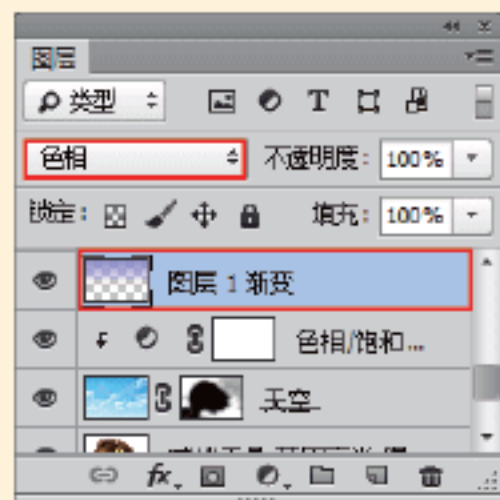 图层
类型 T
色相 不透明度: 100%
锁定: 填充: 100%
图层 1 渐变
色相/饱和...
天空
fx